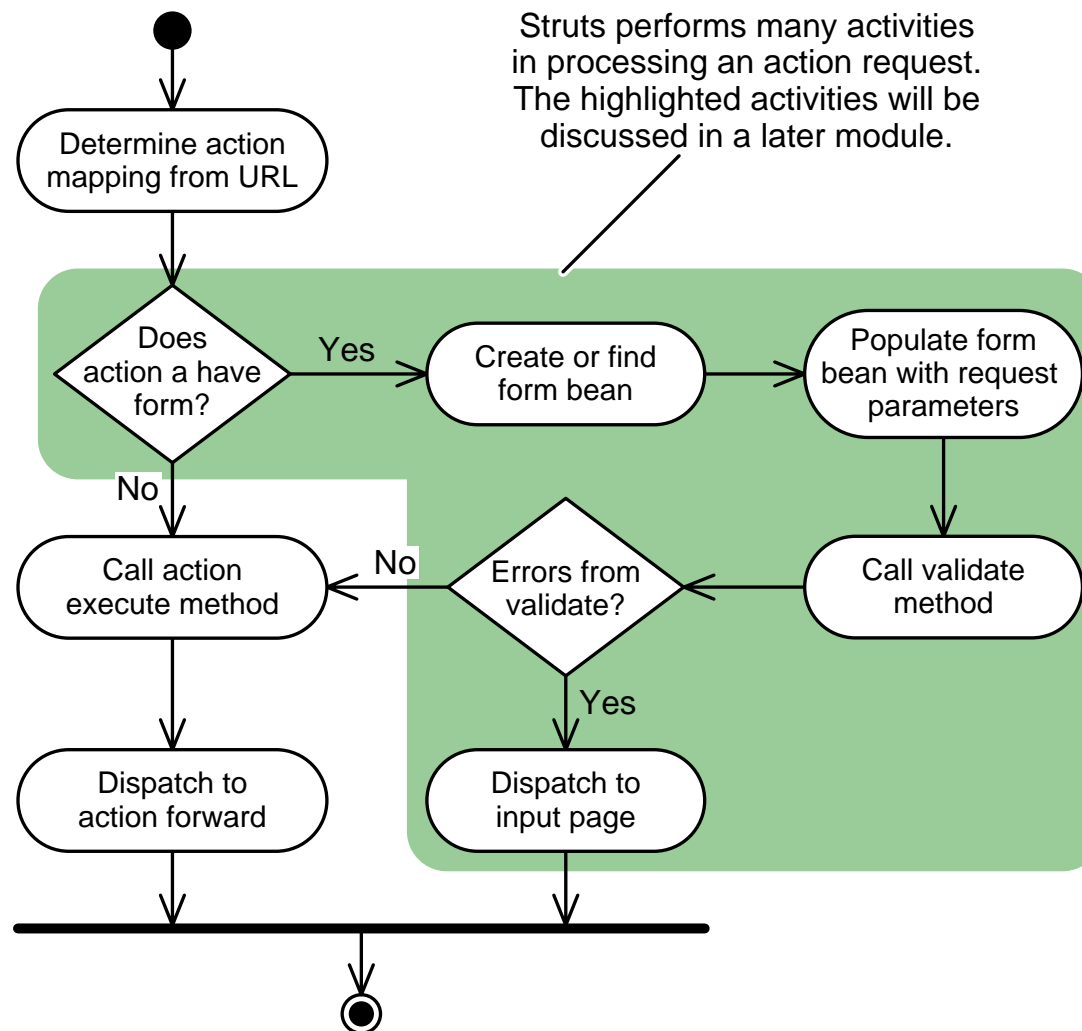 Struts performs many activities
in processing an action request.
The highlighted activities will be
discussed in a later module.
Determine action
mapping from URL
Does
action a have
form?
Yes
Create or find
form bean
Populate form
bean with request
parameters
No
Call action
execute method
No
Errors from
validate?
Call validate
method
Yes
Dispatch to
action forward
Dispatch to
input page